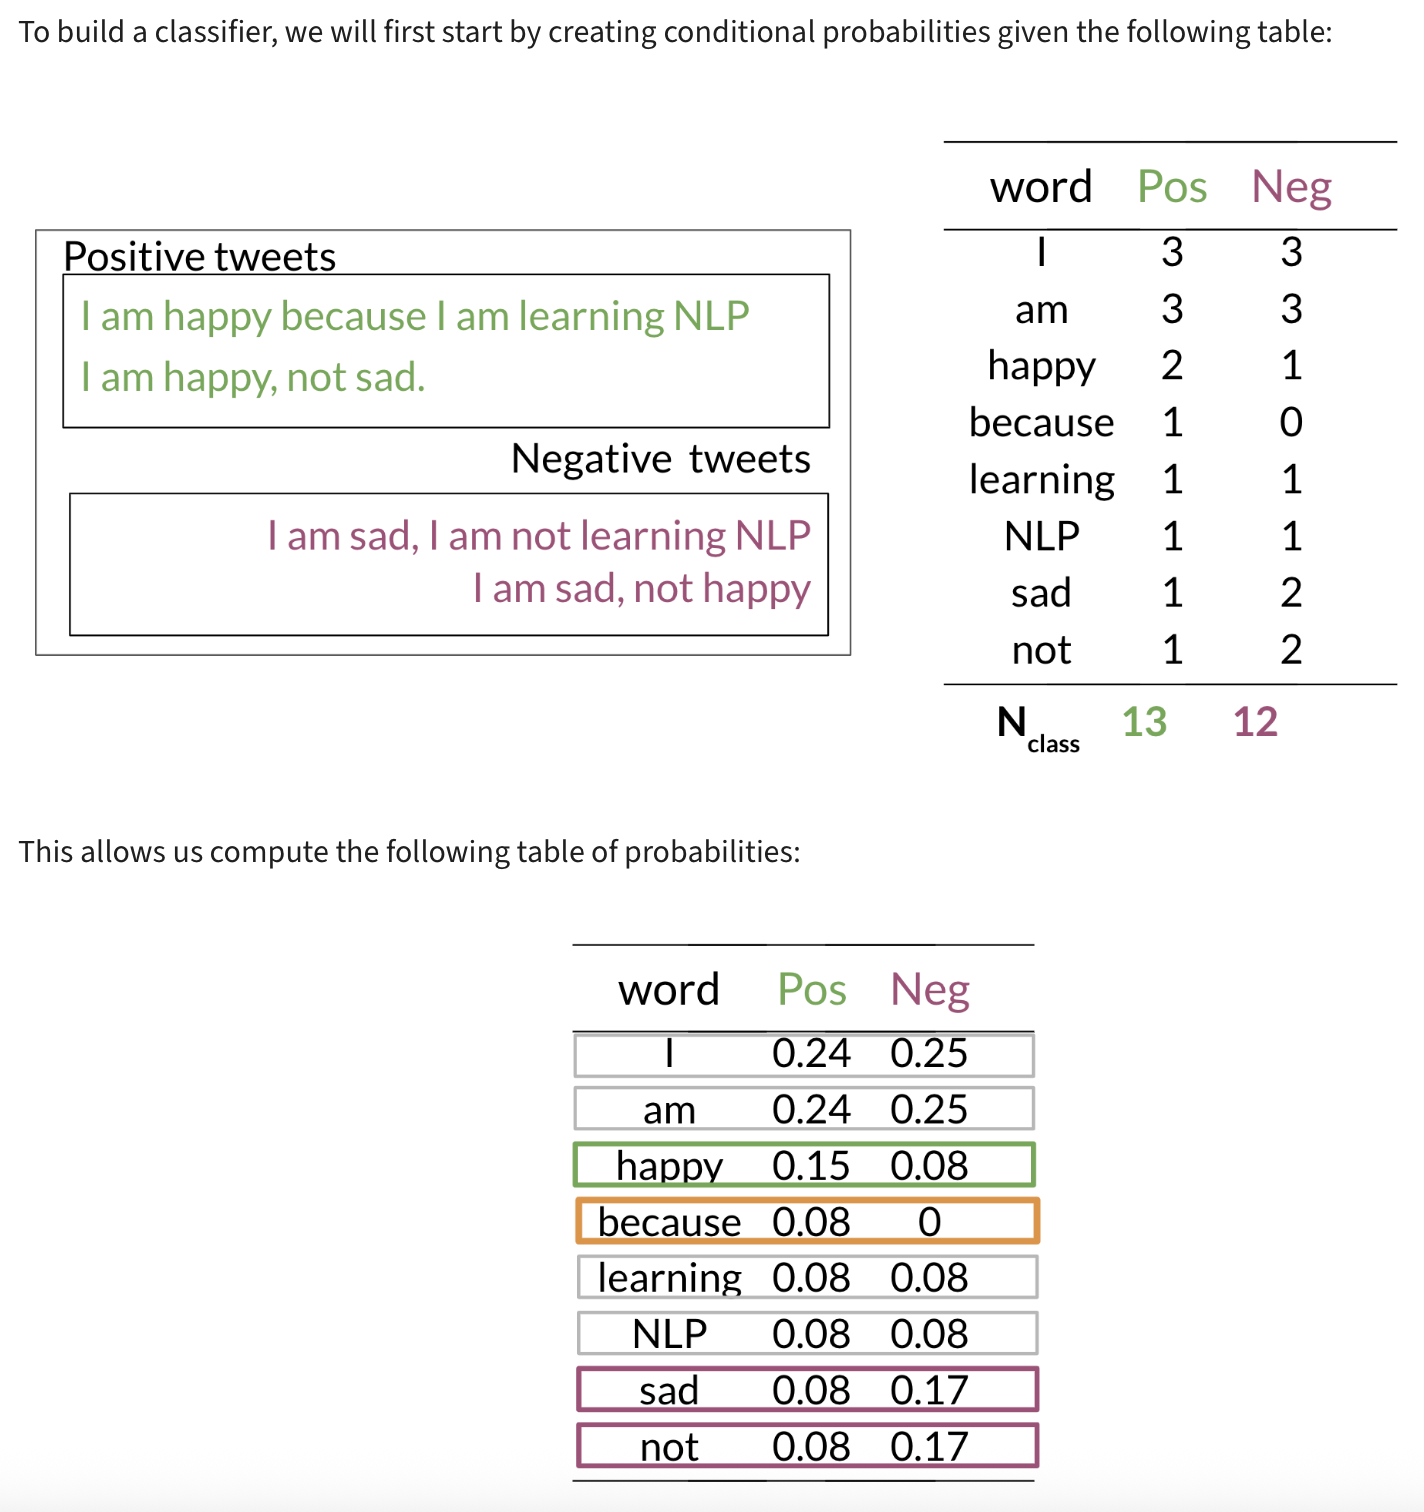 To build a classifier, we will first start by creating conditional probabilities given the following table:
Positive tweets
I am happy because I am learning NLP
I am happy, not sad.
Negative tweets
I am sad, I am not learning NLP
I am sad, not happy
word Pos Neg
I 3 3
am 3 3
happy 2 1
because 1 0
learning 1 1
NLP 1 1
sad 1 2
not 1 2
Nclass 13 12
This allows us compute the following table of probabilities:
word Pos Neg
I 0.24 0.25
am 0.24 0.25
happy 0.15 0.08
because 0.08 0
learning 0.08 0.08
NLP 0.08 0.08
sad 0.08 0.17
not 0.08 0.17